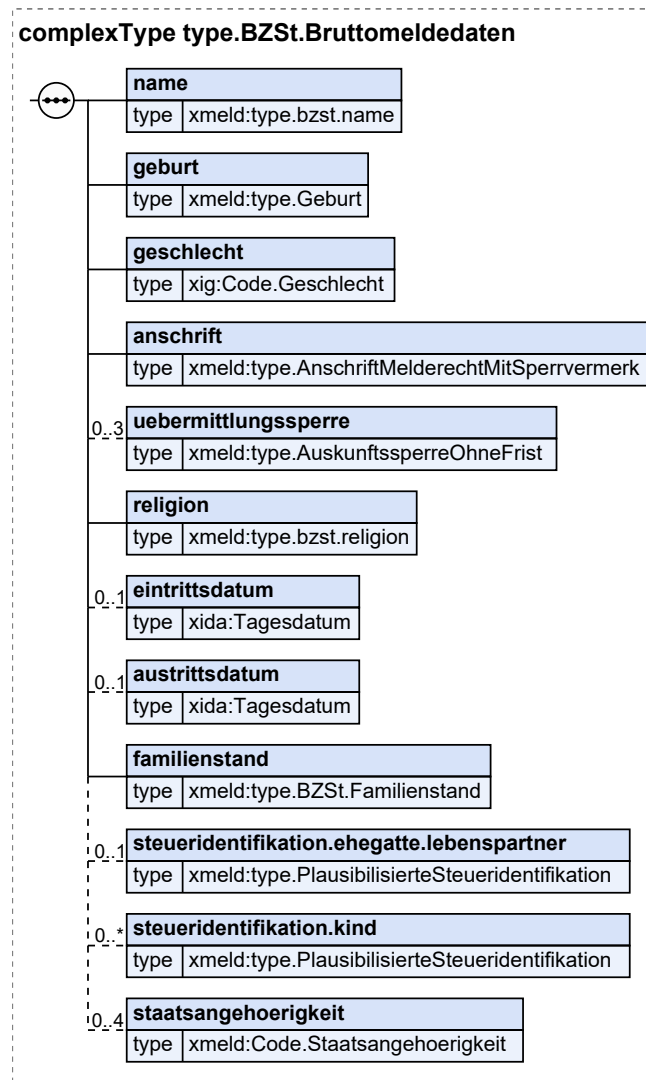 complexType type.BZSt.Bruttomeldedaten
name
type xmeld:type.bzst.name
geburt
type xmeld:type.Geburt
geschlecht
type xig:Code.Geschlecht
anschrift
type xmeld:type.AnschriftMelderechtMitSperrvermerk
0..3 uebermittlungssperre
type xmeld:type.AuskunftssperreOhneFrist
religion
type xmeld:type.bzst.religion
0..1 eintrittsdatum
type xida:Tagesdatum
0..1 austrittsdatum
type xida:Tagesdatum
familienstand
type xmeld:type.BZSt.Familienstand
0..1 steueridentifikation.ehegatte.lebenspartner
type xmeld:type.PlausibilisierteSteueridentifikation
0..* steueridentifikation.kind
type xmeld:type.PlausibilisierteSteueridentifikation
0..4 staatsangehoerigkeit
type xmeld:Code.Staatsangehoerigkeit